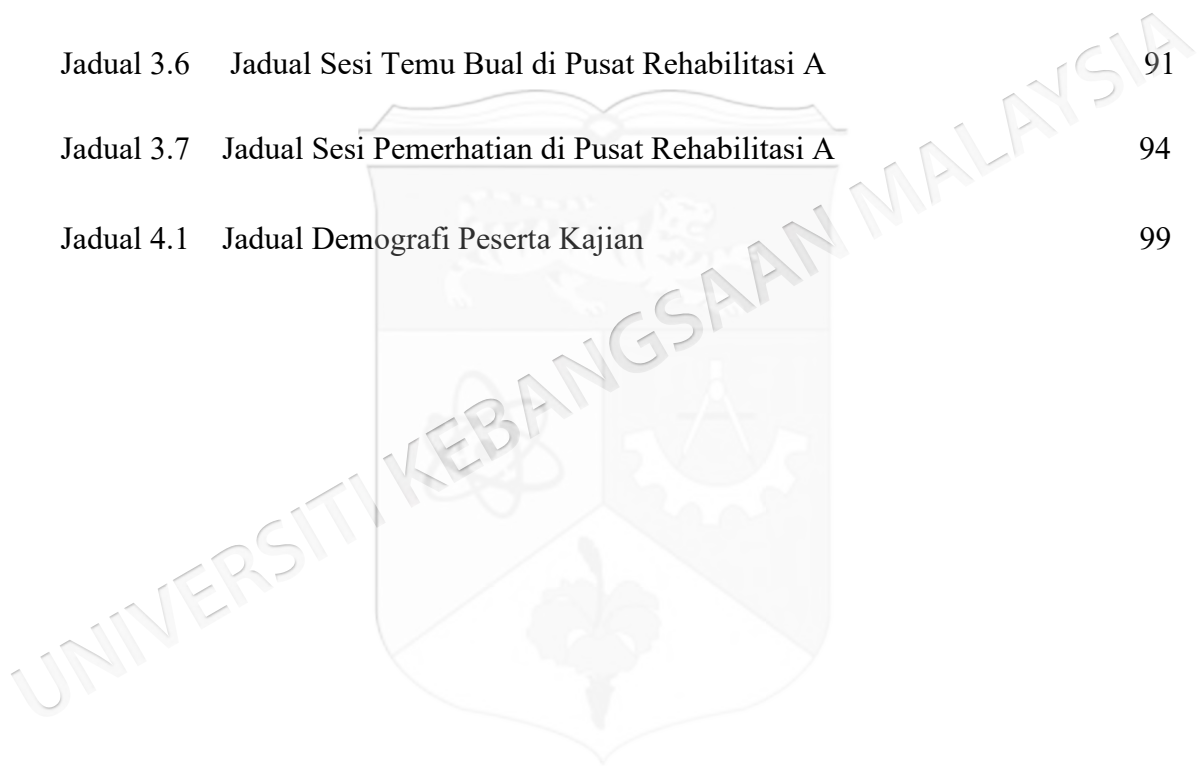 Jadual 3.6 Jadual Sesi Temu Bual di Pusat Rehabilitasi A 91
Jadual 3.7 Jadual Sesi Pemerhatian di Pusat Rehabilitasi A 94
Jadual 4.1 Jadual Demografi Peserta Kajian 99
UNIVERSITI KEBANGSAAN MALAYSIA